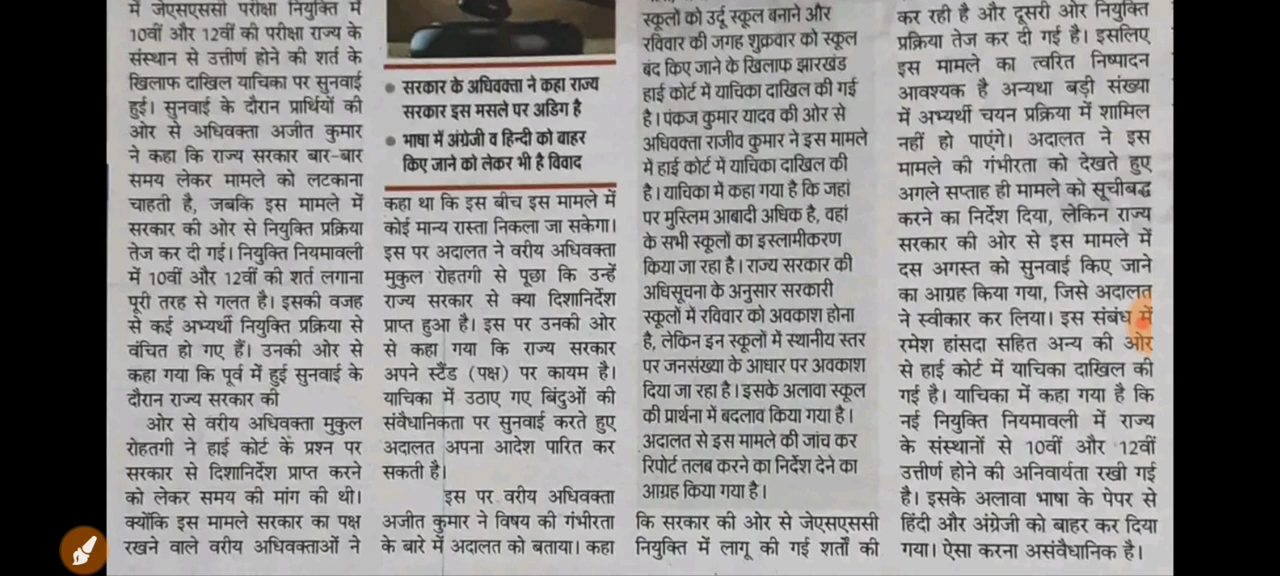 में जेएसएससी परीक्षा नियुक्ति में
10वीं और 12वीं की परीक्षा राज्य के
संस्थान से उत्तीर्ण होने की शर्त के
खिलाफ दाखिल याचिका पर सुनवाई
हुई। सुनवाई के दौरान प्रार्थियों की
ओर से अधिवक्ता अजीत कुमार
ने कहा कि राज्य सरकार बार-बार
समय लेकर मामले को लटकाना
चाहती है, जबकि इस मामले में
सरकार की ओर से नियुक्ति प्रक्रिया
तेज कर दी गई। नियुक्ति नियमावली
में 10वीं और 12वीं की शर्त लगाना
पूरी तरह से गलत है। इसकी वजह
से कई अभ्यर्थी नियुक्ति प्रक्रिया से
वंचित हो गए हैं। उनकी ओर से
कहा गया कि पूर्व में हुई सुनवाई के
दौरान राज्य सरकार की
ओर से वरीय अधिवक्ता मुकुल
रोहतगी ने हाई कोर्ट के प्रश्न पर
सरकार से दिशानिर्देश प्राप्त करने
को लेकर समय की मांग की थी।
क्योंकि इस मामले सरकार का पक्ष
रखने वाले वरीय अधिवक्ताओं ने
● सरकार के अधिवक्ता ने कहा राज्य
सरकार इस मसले पर अडिग है
● भाषा में अंग्रेजी व हिन्दी को बाहर
किए जाने को लेकर भी है विवाद
कहा था कि इस बीच इस मामले में
कोई मान्य रास्ता निकला जा सकेगा।
इस पर अदालत ने वरीय अधिवक्ता
मुकुल रोहतगी से पूछा कि उन्हें
राज्य सरकार से क्या दिशानिर्देश
प्राप्त हुआ है। इस पर उनकी ओर
से कहा गया कि राज्य सरकार
अपने स्टैंड (पक्ष) पर कायम है।
याचिका में उठाए गए बिंदुओं की
संवैधानिकता पर सुनवाई करते हुए
अदालत अपना आदेश पारित कर
सकती है।
इस पर वरीय अधिवक्ता
अजीत कुमार ने विषय की गंभीरता
के बारे में अदालत को बताया। कहा
स्कूलों को उर्दू स्कूल बनाने और
रविवार की जगह शुक्रवार को स्कूल
बंद किए जाने के खिलाफ झारखंड
हाई कोर्ट में याचिका दाखिल की गई
है। पंकज कुमार यादव की ओर से
अधिवक्ता राजीव कुमार ने इस मामले
में हाई कोर्ट में याचिका दाखिल की
है। याचिका में कहा गया है कि जहां
पर मुस्लिम आबादी अधिक है, वहां
के सभी स्कूलों का इस्लामीकरण
किया जा रहा है। राज्य सरकार की
अधिसूचना के अनुसार सरकारी
स्कूलों में रविवार को अवकाश होना
है, लेकिन इन स्कूलों में स्थानीय स्तर
पर जनसंख्या के आधार पर अवकाश
दिया जा रहा है। इसके अलावा स्कूल
की प्रार्थना में बदलाव किया गया है।
अदालत से इस मामले की जांच कर
रिपोर्ट तलब करने का निर्देश देने का
आग्रह किया गया है।
कि सरकार की ओर से जेएसएससी
नियुक्ति में लागू की गई शर्तों की
कर रही है और दूसरी ओर नियुक्ति
प्रक्रिया तेज कर दी गई है। इसलिए
इस मामले का त्वरित निष्पादन
आवश्यक है अन्यथा बड़ी संख्या
में अभ्यर्थी चयन प्रक्रिया में शामिल
नहीं हो पाएंगे। अदालत ने इस
मामले की गंभीरता को देखते हुए
अगले सप्ताह ही मामले को सूचीबद्ध
करने का निर्देश दिया, लेकिन राज्य
सरकार की ओर से इस मामले में
दस अगस्त को सुनवाई किए जाने
का आग्रह किया गया, जिसे अदालत
ने स्वीकार कर लिया। इस संबंध में
रमेश हांसदा सहित अन्य की ओर
से हाई कोर्ट में याचिका दाखिल की
गई है। याचिका में कहा गया है कि
नई नियुक्ति नियमावली में राज्य
के संस्थानों से 10वीं और 12वीं
उत्तीर्ण होने की अनिवार्यता रखी गई
है। इसके अलावा भाषा के पेपर से
हिंदी और अंग्रेजी को बाहर कर दिया
गया। ऐसा करना असंवैधानिक है।